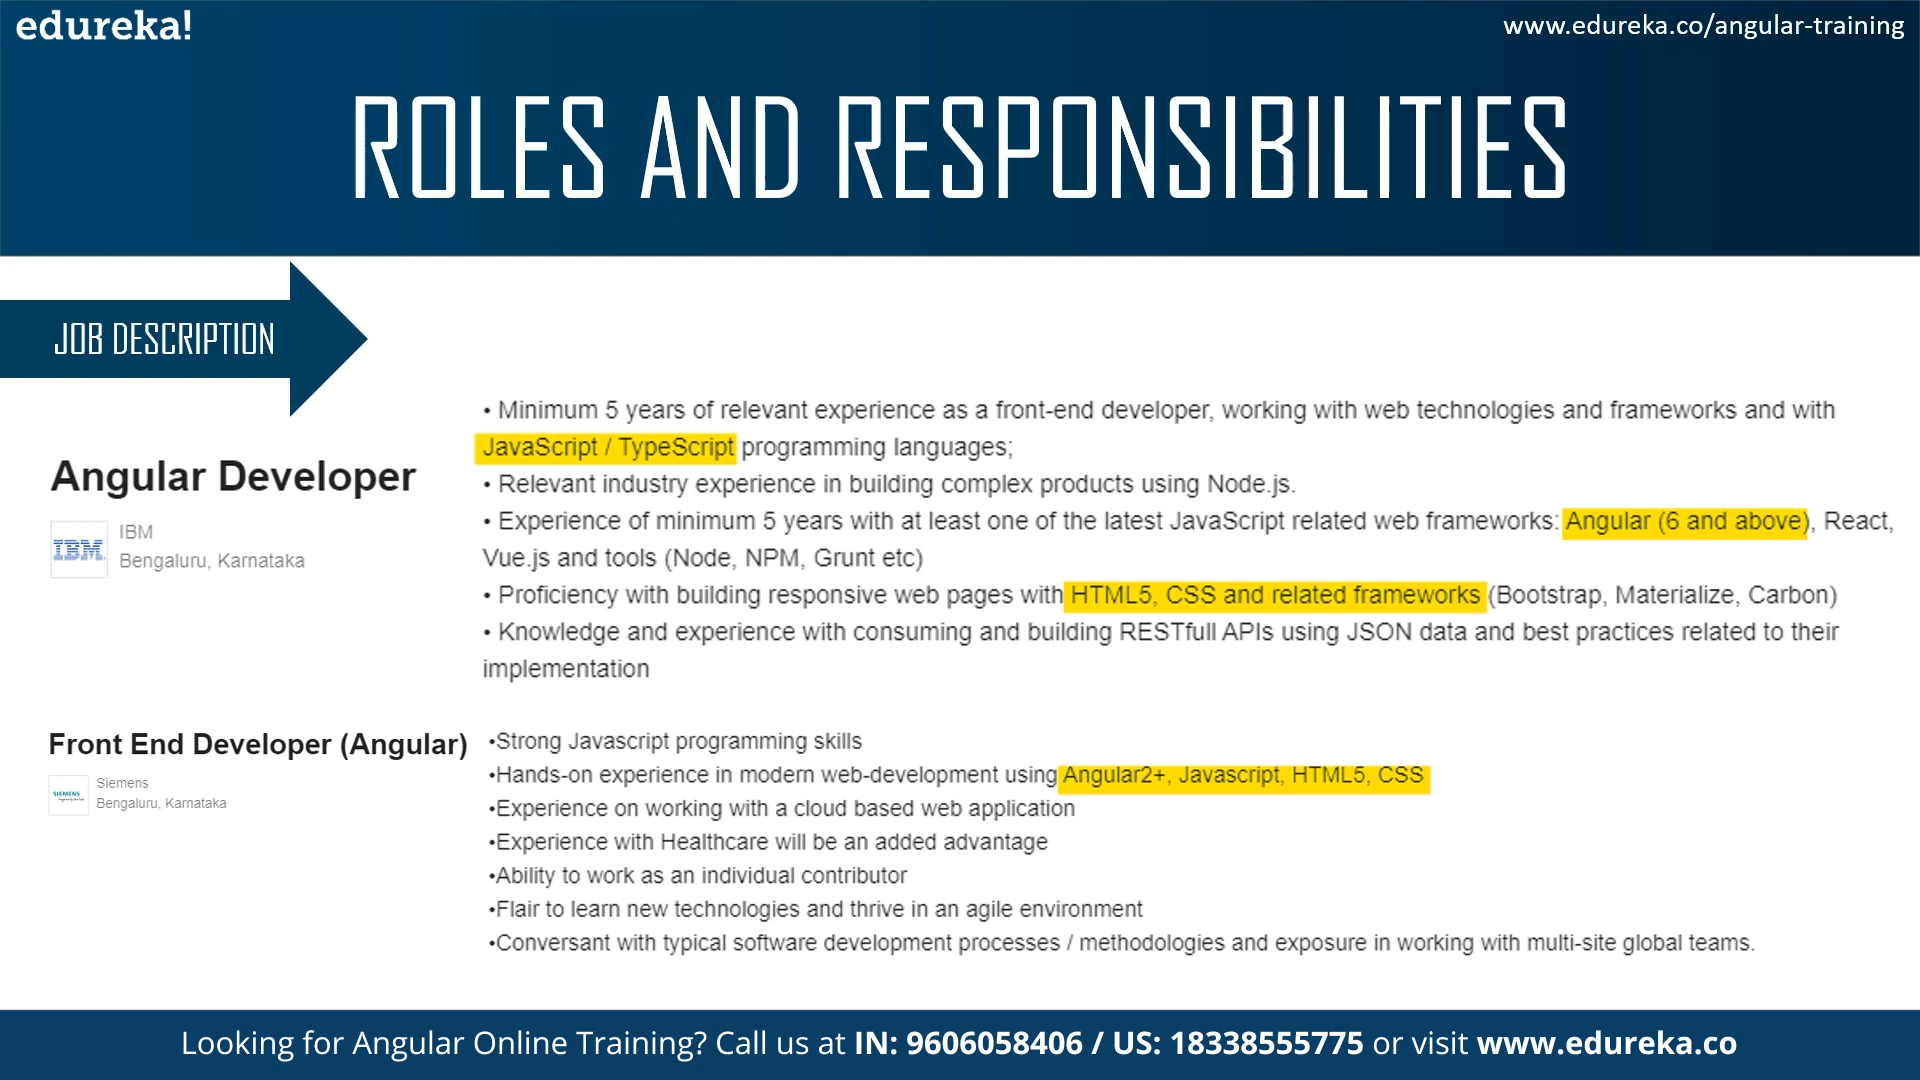 edureka!
www.edureka.co/angular-training
ROLES AND RESPONSIBILITIES
JOB DESCRIPTION
Angular Developer
IBM
IBM
Bengaluru, Karnataka
• Minimum 5 years of relevant experience as a front-end developer, working with web technologies and frameworks and with
JavaScript / TypeScript programming languages;
• Relevant industry experience in building complex products using Node.js.
• Experience of minimum 5 years with at least one of the latest JavaScript related web frameworks: Angular (6 and above), React,
Vue.js and tools (Node, NPM, Grunt etc)
• Proficiency with building responsive web pages with HTML5, CSS and related frameworks (Bootstrap, Materialize, Carbon)
• Knowledge and experience with consuming and building RESTfull APIs using JSON data and best practices related to their
implementation
Front End Developer (Angular)
SIEMENS
Siemens
Bengaluru, Karnataka
•Strong Javascript programming skills
•Hands-on experience in modern web-development using Angular2+, Javascript, HTML5, CSS
•Experience on working with a cloud based web application
•Experience with Healthcare will be an added advantage
•Ability to work as an individual contributor
•Flair to learn new technologies and thrive in an agile environment
•Conversant with typical software development processes / methodologies and exposure in working with multi-site global teams.
Looking for Angular Online Training? Call us at IN: 9606058406 / US: 18338555775 or visit www.edureka.co